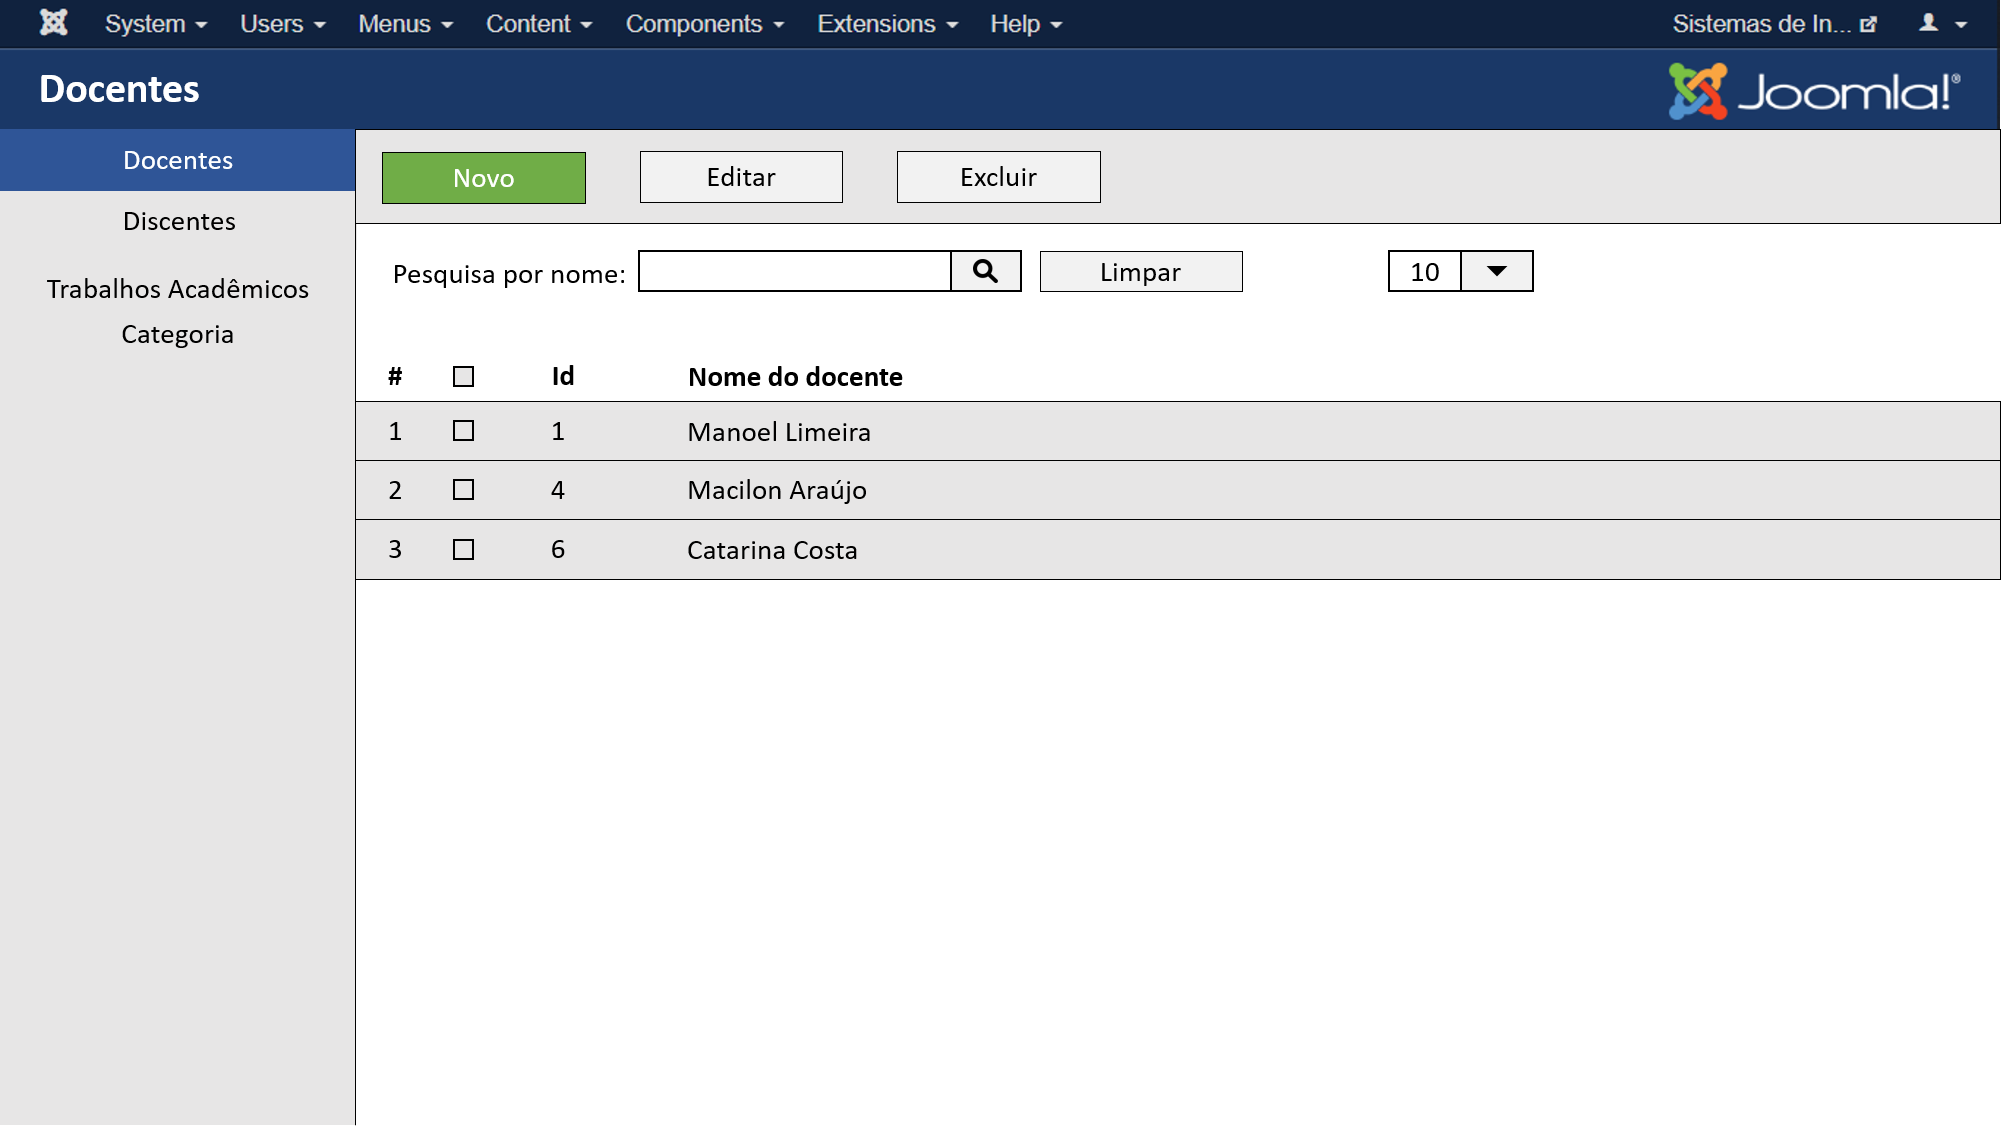 System Users Menus Content Components Extensions Help Sistemas de In...
Docentes Joomla!®
Docentes
Discentes
Trabalhos Acadêmicos
Categoria
Novo Editar Excluir
Pesquisa por nome: Limpar 10
# Id Nome do docente
1 1 Manoel Limeira
2 4 Macilon Araújo
3 6 Catarina Costa